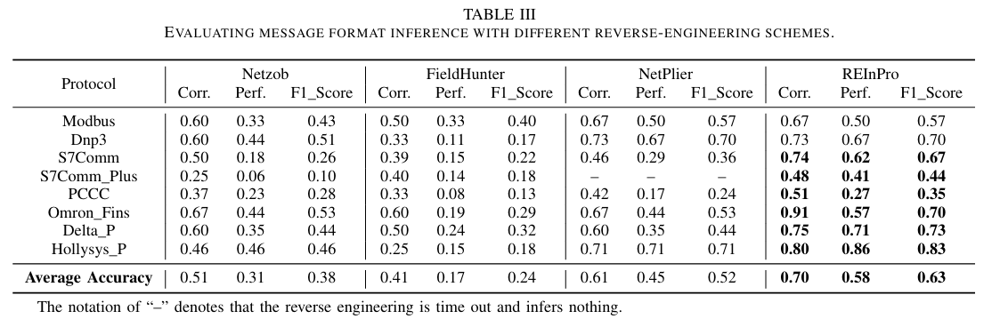 TABLE III
EVALUATING MESSAGE FORMAT INFERENCE WITH DIFFERENT REVERSE-ENGINEERING SCHEMES.
Protocol Netzob FieldHunter NetPlier REInPro
Corr. Perf. F1_Score Corr. Perf. F1_Score Corr. Perf. F1_Score Corr. Perf. F1_Score
Modbus 0.60 0.33 0.43 0.50 0.33 0.40 0.67 0.50 0.57 0.67 0.50 0.57
Dnp3 0.60 0.44 0.51 0.33 0.11 0.17 0.73 0.67 0.70 0.73 0.67 0.70
S7Comm 0.50 0.18 0.26 0.39 0.15 0.22 0.46 0.29 0.36 0.74 0.62 0.67
S7Comm_Plus 0.25 0.06 0.10 0.40 0.14 0.18 – – – 0.48 0.41 0.44
PCCC 0.37 0.23 0.28 0.33 0.08 0.13 0.42 0.17 0.24 0.51 0.27 0.35
Omron_Fins 0.67 0.44 0.53 0.60 0.19 0.29 0.67 0.44 0.53 0.91 0.57 0.70
Delta_P 0.60 0.35 0.44 0.50 0.24 0.32 0.60 0.35 0.44 0.75 0.71 0.73
Hollysys_P 0.46 0.46 0.46 0.25 0.15 0.18 0.71 0.71 0.71 0.80 0.86 0.83
Average Accuracy 0.51 0.31 0.38 0.41 0.17 0.24 0.61 0.45 0.52 0.70 0.58 0.63
The notation of “–” denotes that the reverse engineering is time out and infers nothing.